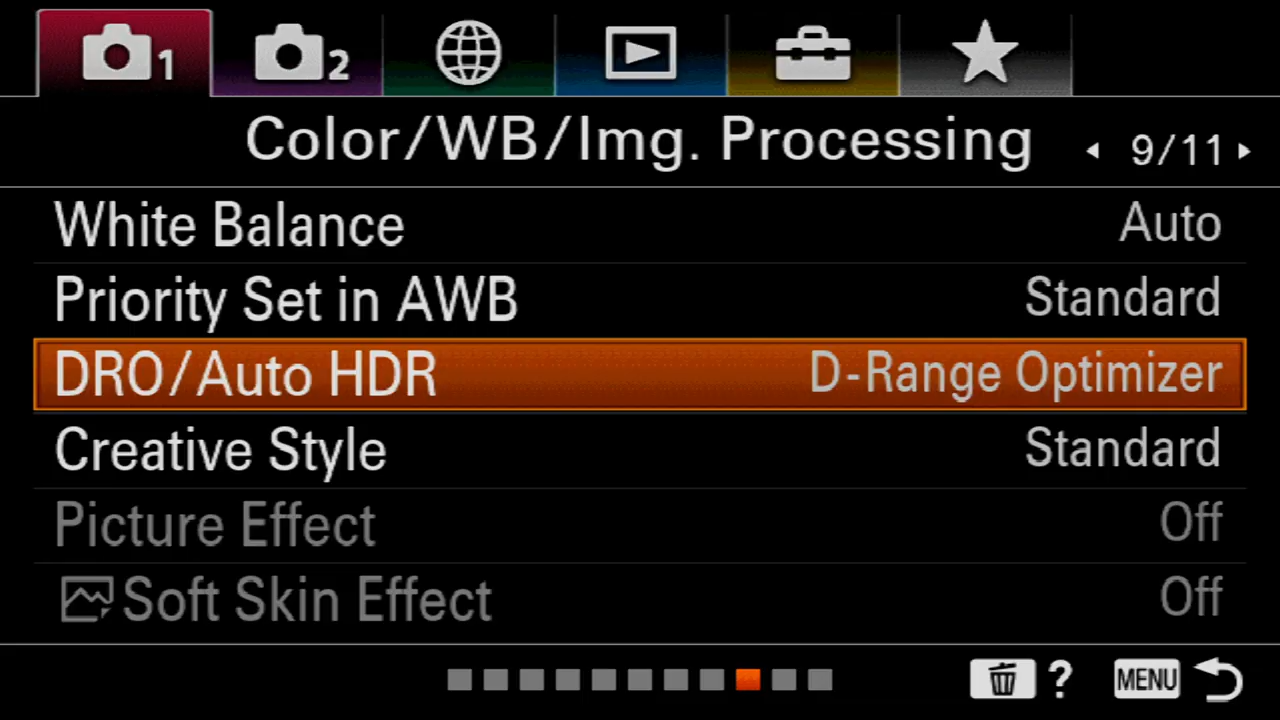 1 2
Color/WB/Img. Processing 9/11
White Balance Auto
Priority Set in AWB Standard
DRO/Auto HDR D-Range Optimizer
Creative Style Standard
Picture Effect Off
Soft Skin Effect Off
? MENU